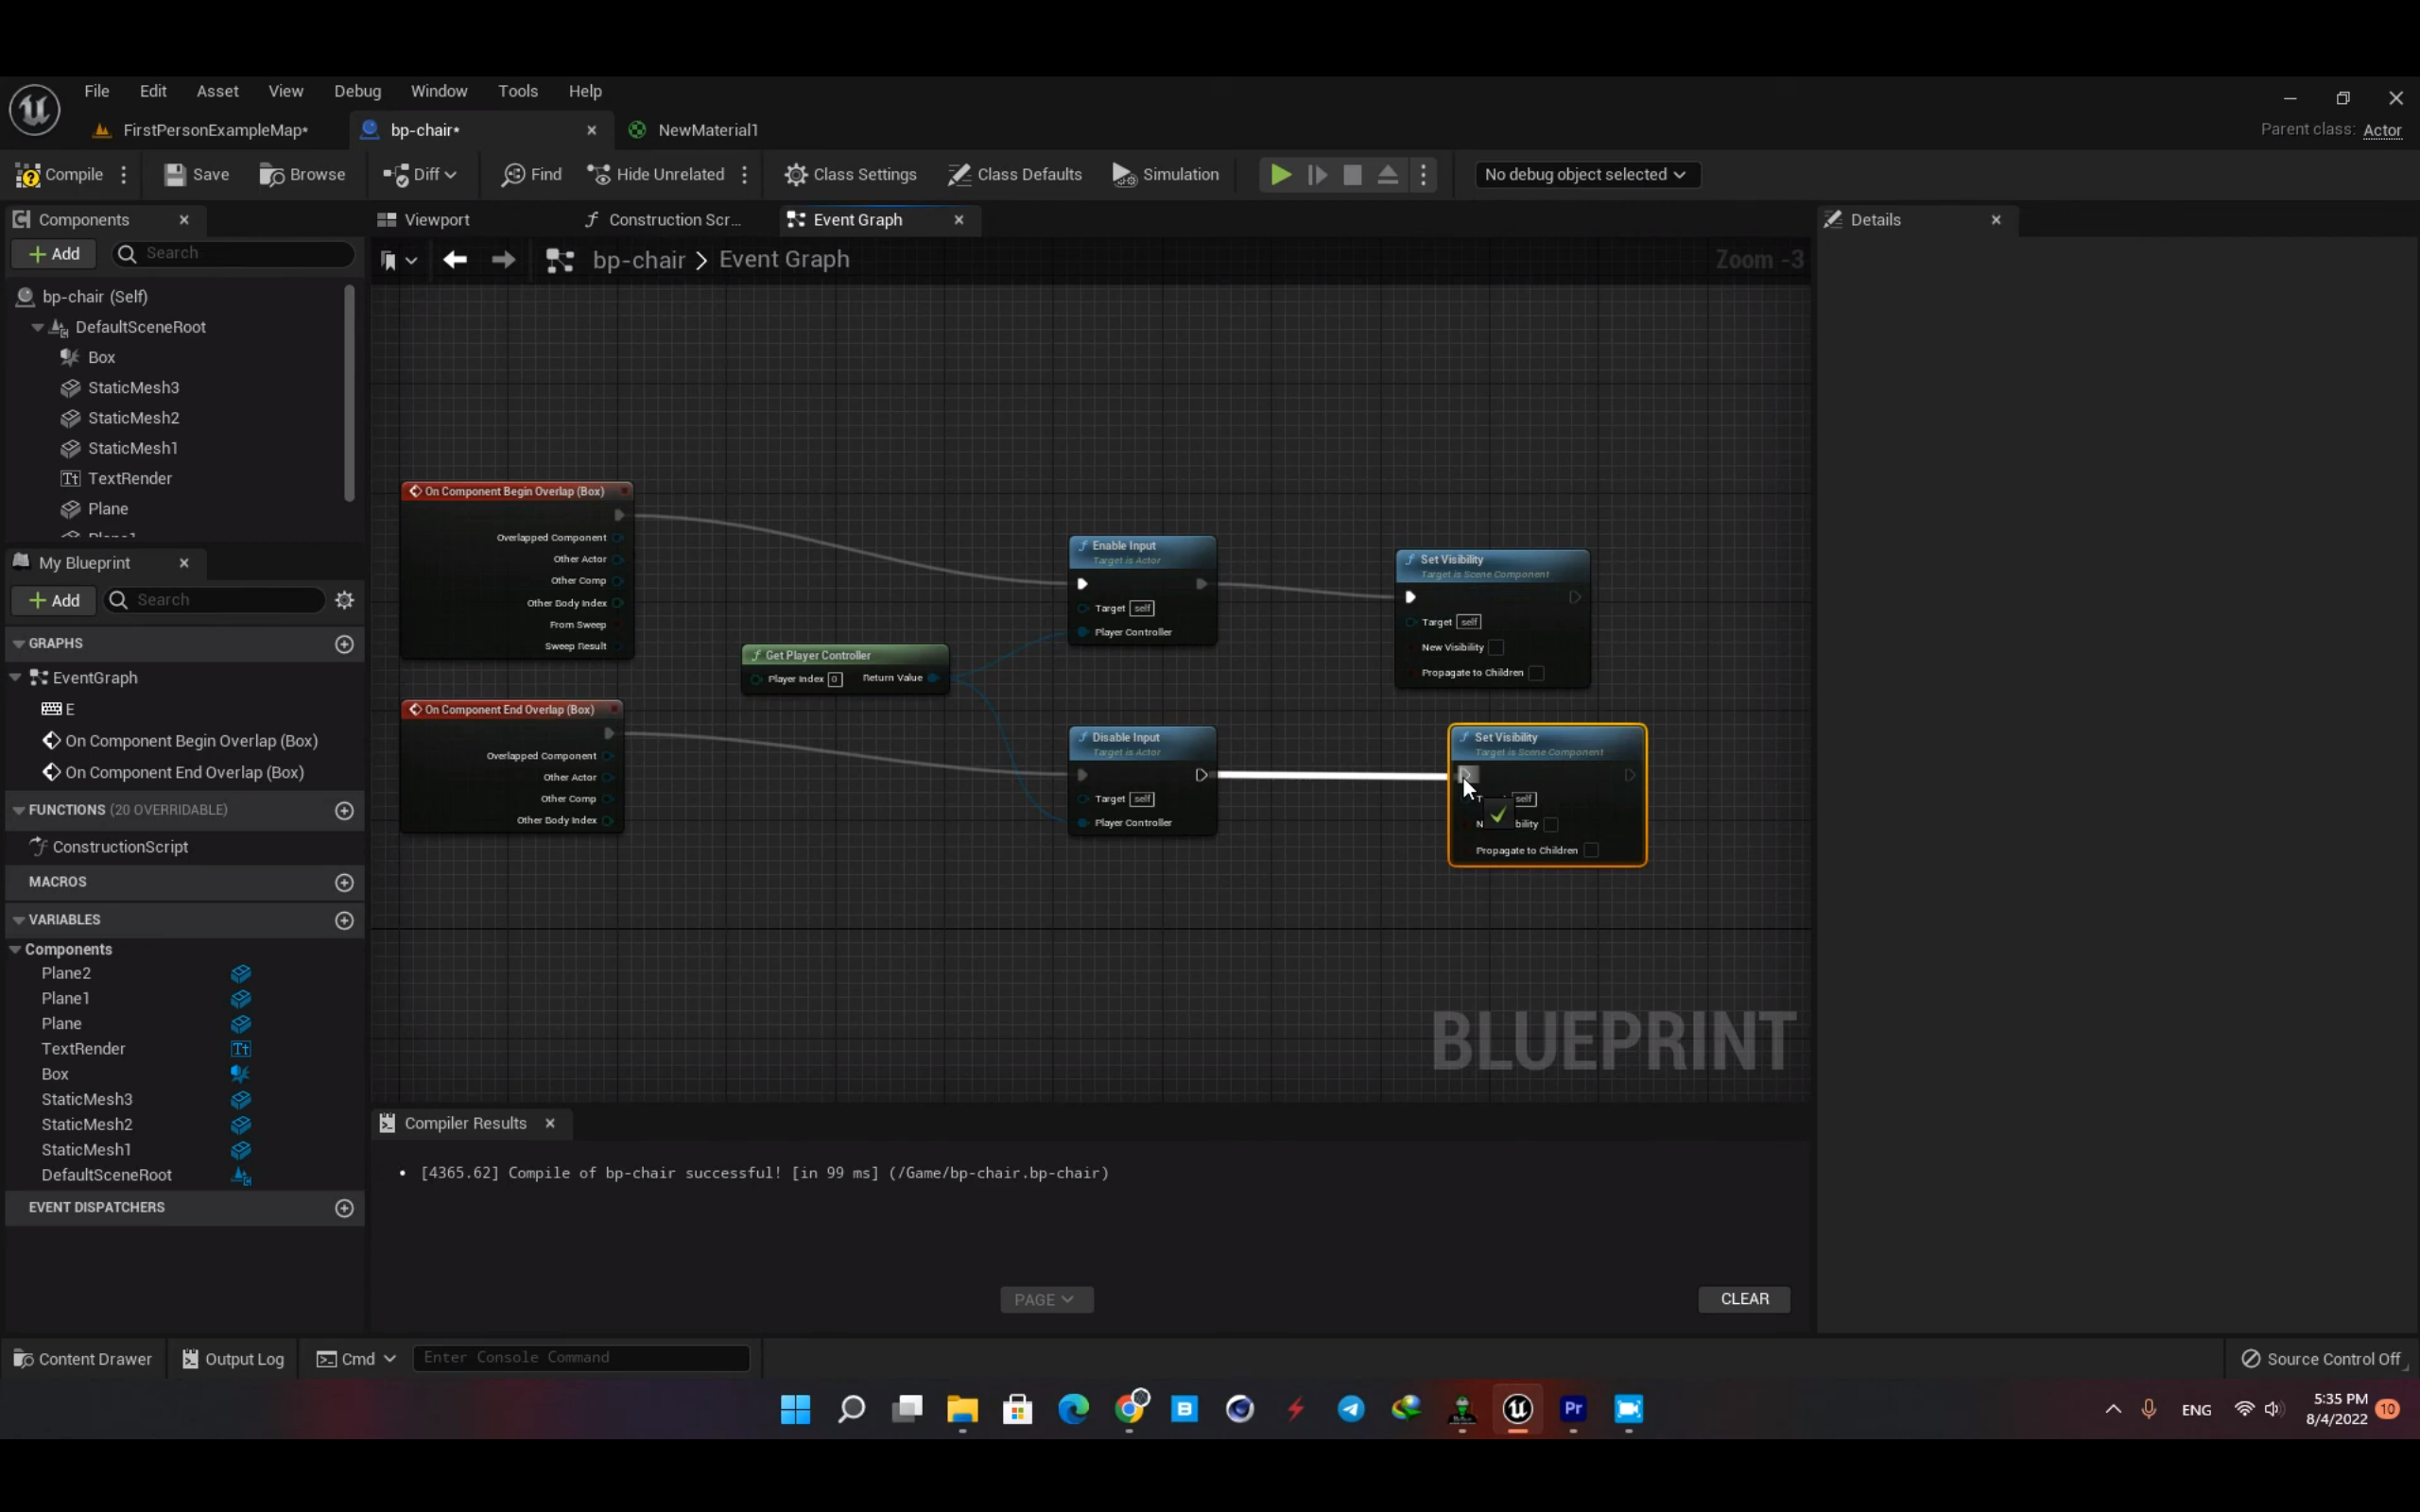 File Edit Asset View Debug Window Tools Help
FirstPersonExampleMap* bp-chair* NewMaterial1
Parent class: Actor
Compile Save Browse Diff Find Hide Unrelated Class Settings Class Defaults Simulation No debug object selected
Components
Viewport Construction Scr... Event Graph Details
Add Search
bp-chair > Event Graph Zoom -3
bp-chair (Self)
DefaultSceneRoot
Box
StaticMesh3
StaticMesh2
StaticMesh1
TextRender
Plane
My Blueprint
Add Search
GRAPHS
EventGraph
E
On Component Begin Overlap (Box)
On Component End Overlap (Box)
FUNCTIONS (20 OVERRIDABLE)
ConstructionScript
MACROS
VARIABLES
Components
Plane2
Plane1
Plane
TextRender
Tt
Box
StaticMesh3
StaticMesh2
StaticMesh1
DefaultSceneRoot
EVENT DISPATCHERS
On Component Begin Overlap (Box)
Overlapped Component
Other Actor
Other Comp
Other Body Index
From Sweep
Sweep Result
On Component End Overlap (Box)
Overlapped Component
Other Actor
Other Comp
Other Body Index
Get Player Controller
Player Index 0 Return Value
Enable Input
Target is Actor
Target self
Player Controller
Disable Input
Target is Actor
Target self
Player Controller
Set Visibility
Target is Scene Component
Target self
New Visibility
Propagate to Children
Set Visibility
Target is Scene Component
self
bility
Propagate to Children
BLUEPRINT
Compiler Results
[4365.62] Compile of bp-chair successful! [in 99 ms] (/Game/bp-chair.bp-chair)
PAGE CLEAR
Content Drawer Output Log Cmd Enter Console Command Source Control Off
Pr
ENG
5:35 PM
8/4/2022
10